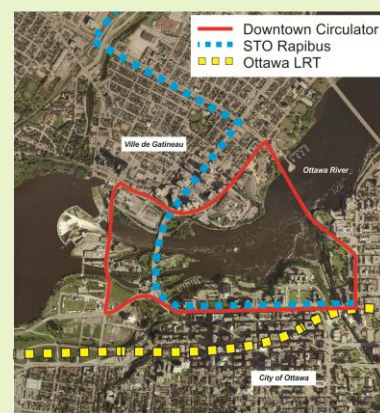 Downtown Circulator
STO Rapibus
Ottawa LRT
Ville de Gatineau
Ottawa River
City of Ottawa